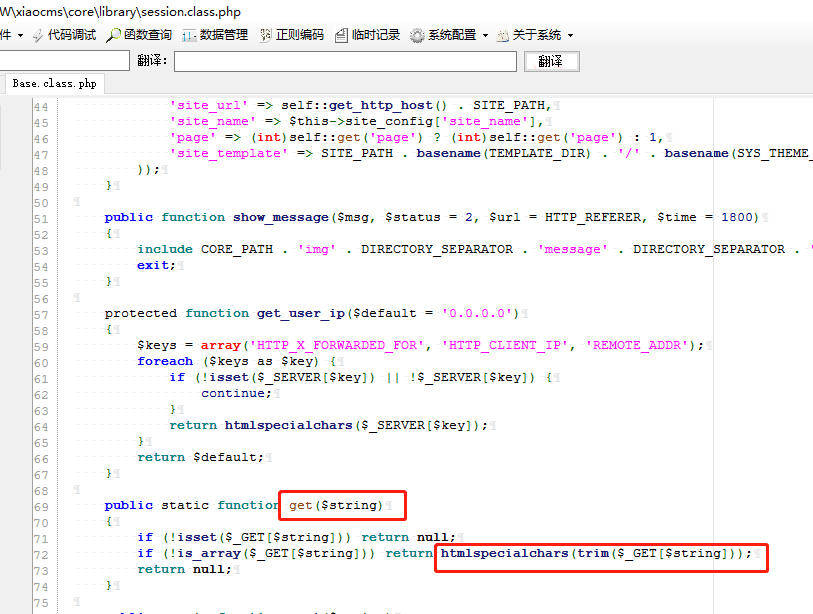 W\xiaocms\core\library\session.class.php
件 代码调试 函数查询 数据管理 正则编码 临时记录 系统配置 关于系统
翻译: 翻译
Base.class.php
44 'site_url' => self::get_http_host() . SITE_PATH,
45 'site_name' => $this->site_config['site_name'],
46 'page' => (int)self::get('page') ? (int)self::get('page') : 1,
47 'site_template' => SITE_PATH . basename(TEMPLATE_DIR) . '/' . basename(SYS_THEME_
48 ));
49 }
50
51 public function show_message($msg, $status = 2, $url = HTTP_REFERER, $time = 1800)
52 {
53 include CORE_PATH . 'img' . DIRECTORY_SEPARATOR . 'message' . DIRECTORY_SEPARATOR . '
54 exit;
55 }
56
57 protected function get_user_ip($default = '0.0.0.0')
58 {
59 $keys = array('HTTP_X_FORWARDED_FOR', 'HTTP_CLIENT_IP', 'REMOTE_ADDR');
60 foreach ($keys as $key) {
61 if (!isset($_SERVER[$key]) || !$_SERVER[$key]) {
62 continue;
63 }
64 return htmlspecialchars($_SERVER[$key]);
65 }
66 return $default;
67 }
68
69 public static function get($string)
70 {
71 if (!isset($_GET[$string])) return null;
72 if (!is_array($_GET[$string])) return htmlspecialchars(trim($_GET[$string]));
73 return null;
74 }
75